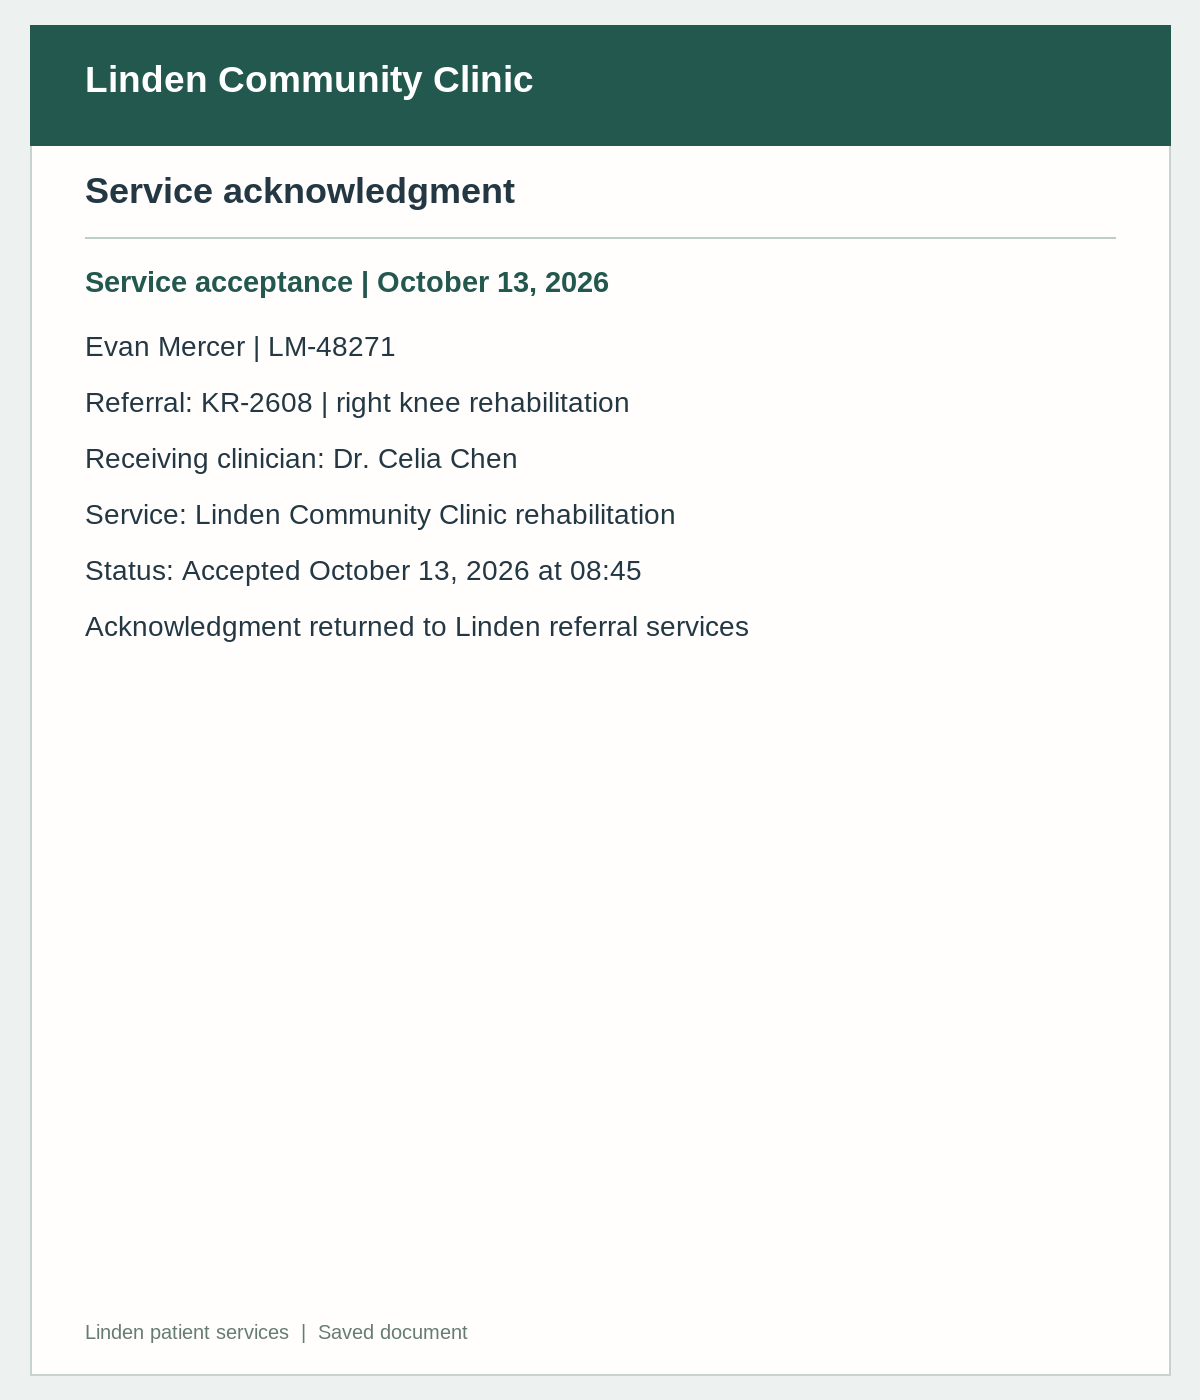 Linden Community Clinic
Service acknowledgment
Service acceptance | October 13, 2026
Evan Mercer | LM-48271
Referral: KR-2608 | right knee rehabilitation
Receiving clinician: Dr. Celia Chen
Service: Linden Community Clinic rehabilitation
Status: Accepted October 13, 2026 at 08:45
Acknowledgment returned to Linden referral services
Linden patient services | Saved document